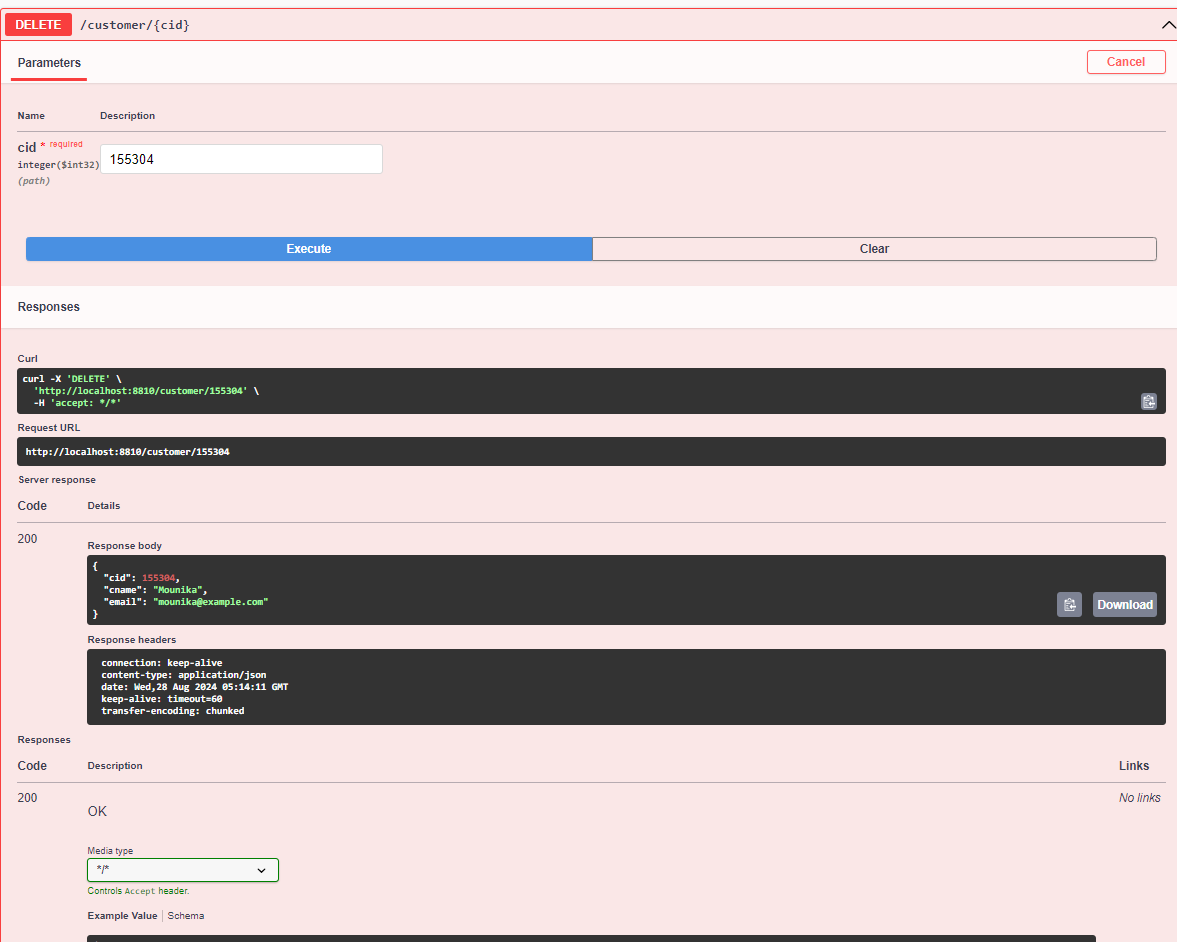 DELETE /customer/{cid}
Parameters
Cancel
Name Description
cid * required
integer($int32)
(path)
155304
Execute Clear
Responses
Curl
curl -X 'DELETE' \
'http://localhost:8810/customer/155304' \
-H 'accept: */*'
Request URL
http://localhost:8810/customer/155304
Server response
Code Details
200
Response body
{
"cid": 155304,
"cname": "Mounika",
"email": "mounika@example.com"
}
Download
Response headers
connection: keep-alive
content-type: application/json
date: Wed,28 Aug 2024 05:14:11 GMT
keep-alive: timeout=60
transfer-encoding: chunked
Responses
Code Description Links
200
OK
No links
Media type
*/*
Controls Accept header.
Example Value Schema